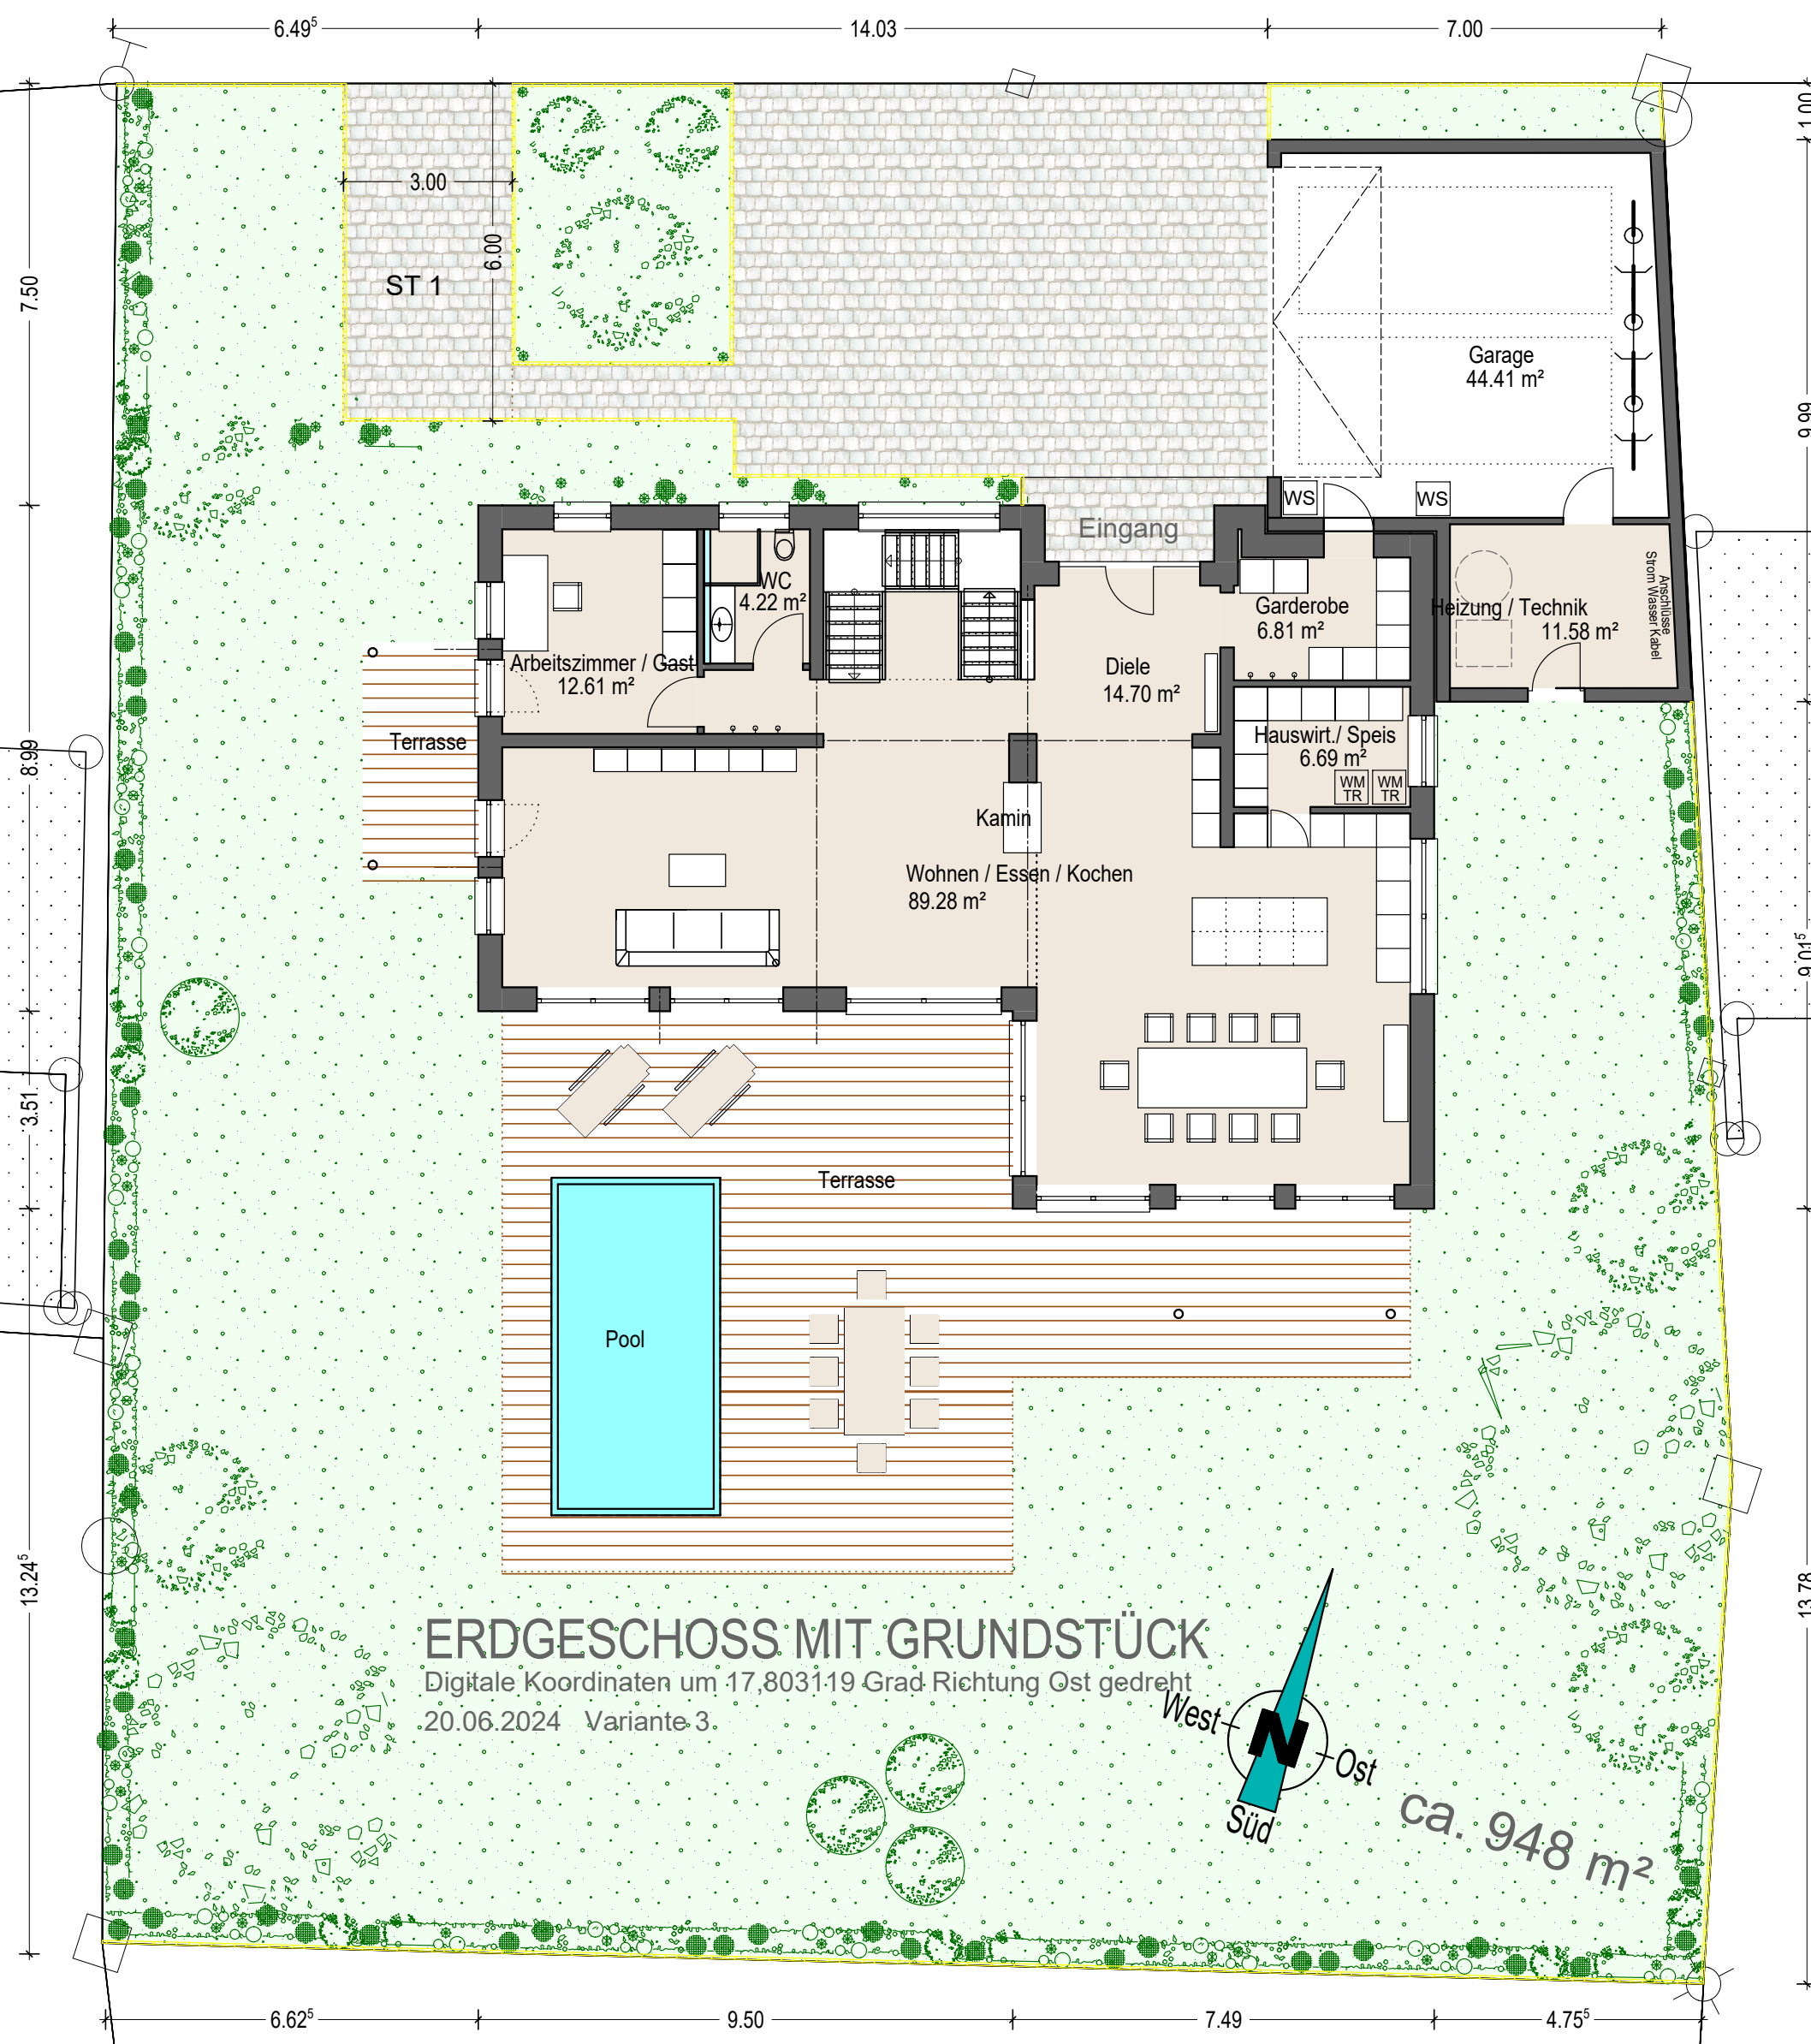 6.49⁵
14.03
7.00
1.00
3.00
6.00
7.50
ST 1
Garage
44.41 m²
9.99
WS
WS
Eingang
WC
4.22 m²
Garderobe
6.81 m²
Heizung / Technik
11.58 m²
Anschlüsse
Strom Wasser Kabel
Arbeitszimmer / Gast
12.61 m²
Diele
14.70 m²
Terrasse
8.99
Hauswirt./ Speis
6.69 m²
WM
TR
WM
TR
Kamin
Wohnen / Essen / Kochen
89.28 m²
9.01⁵
3.51
Terrasse
Pool
13.24⁵
13.78
ERDGESCHOSS MIT GRUNDSTÜCK
Digitale Koordinaten um 17,803119 Grad Richtung Ost gedreht
20.06.2024 Variante 3
West
N
Ost
Süd
ca. 948 m²
6.62⁵
9.50
7.49
4.75⁵